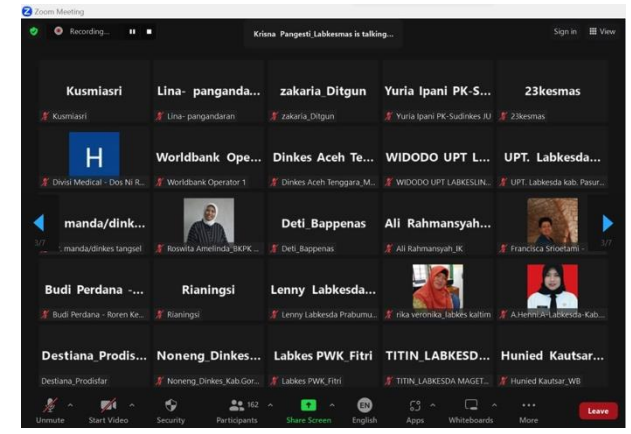 Zoom Meeting
Recording...
Krisna Pangesti_Labkesmas is talking...
Sign in View
Kusmiasri Lina- panganda... zakaria_Ditgun Yuria Ipani PK-S... 23kesmas
Kusmiasri Lina- pangandaran zakaria_Ditgun Yuria Ipani PK-Sudinkes JU 23kesmas
H Worldbank Ope... Dinkes Aceh Te... WIDODO UPT L... UPT. Labkesda...
Divisi Medical - Dos Ni R... Worldbank Operator 1 Dinkes Aceh Tenggara_M... WIDODO UPT LABKESLIN... UPT. Labkesda kab. Pasur...
manda/dink... Deti_Bappenas Ali Rahmansyah...
3/7 manda/dinkes tangsel Roswita Amelinda_BKPK ... Deti_Bappenas Ali Rahmansyah_IK Francisca Srioetami - 3/7
Budi Perdana -... Rianingsi Lenny Labkesda...
Budi Perdana - Roren Ke... Rianingsi Lenny Labkesda Prabumu... rika veronika_labkes kaltim A.Henni.A-Labkesda-Kab...
Destiana_Prodis... Noneng_Dinkes... Labkes PWK_Fitri TITIN_LABKESD... Hunied Kautsar...
Destiana_Prodisfar Noneng_Dinkes_Kab.Gor... Labkes PWK_Fitri TITIN_LABKESDA MAGET... Hunied Kautsar_WB
162 EN
Unmute Start Video Security Participants Share Screen English Apps Whiteboards More Leave